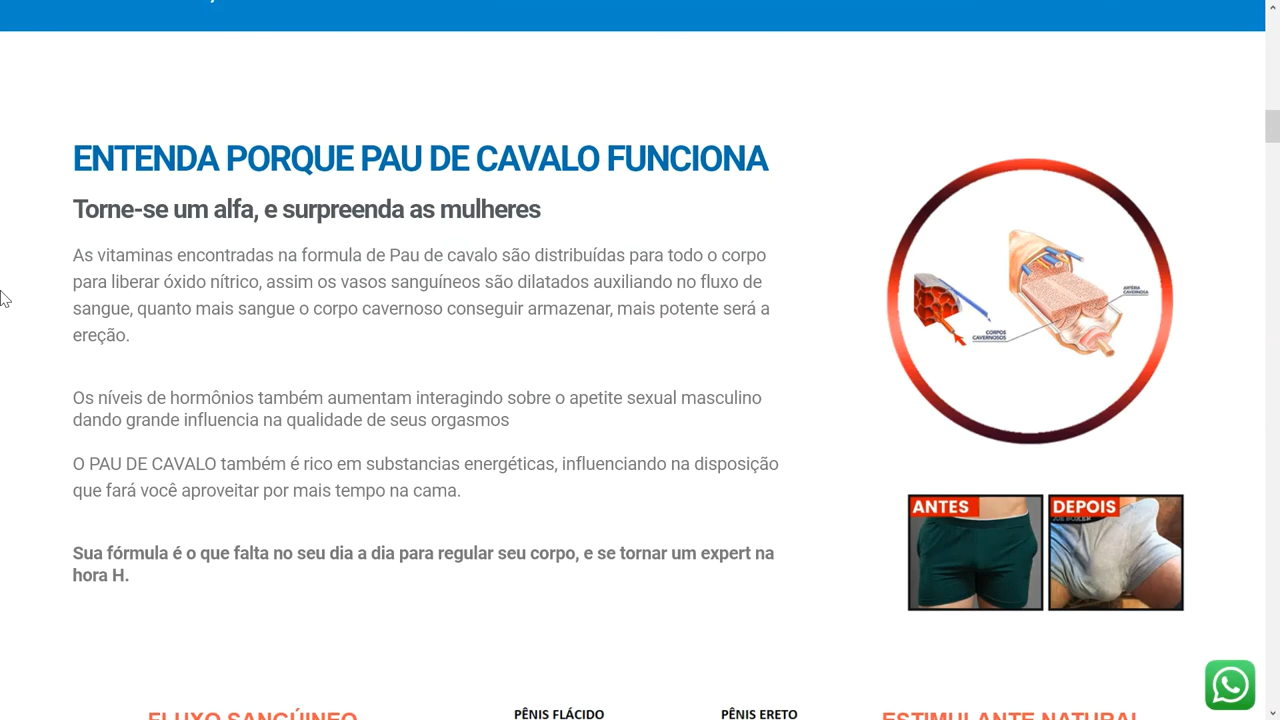 ENTENDA PORQUE PAU DE CAVALO FUNCIONA
Torne-se um alfa, e surpreenda as mulheres
As vitaminas encontradas na formula de Pau de cavalo são distribuídas para todo o corpo
para liberar óxido nítrico, assim os vasos sanguíneos são dilatados auxiliando no fluxo de
sangue, quanto mais sangue o corpo cavernoso conseguir armazenar, mais potente será a
ereção.
Os níveis de hormônios também aumentam interagindo sobre o apetite sexual masculino
dando grande influencia na qualidade de seus orgasmos
O PAU DE CAVALO também é rico em substancias energéticas, influenciando na disposição
que fará você aproveitar por mais tempo na cama.
Sua fórmula é o que falta no seu dia a dia para regular seu corpo, e se tornar um expert na
hora H.
ARTÉRIA
CAVERNOSA
CORPOS
CAVERNOSOS
ANTES
DEPOIS
FLUXO SANGÚINEO
PÊNIS FLÁCIDO
PÊNIS ERETO
ESTIMULANTE NATURAL